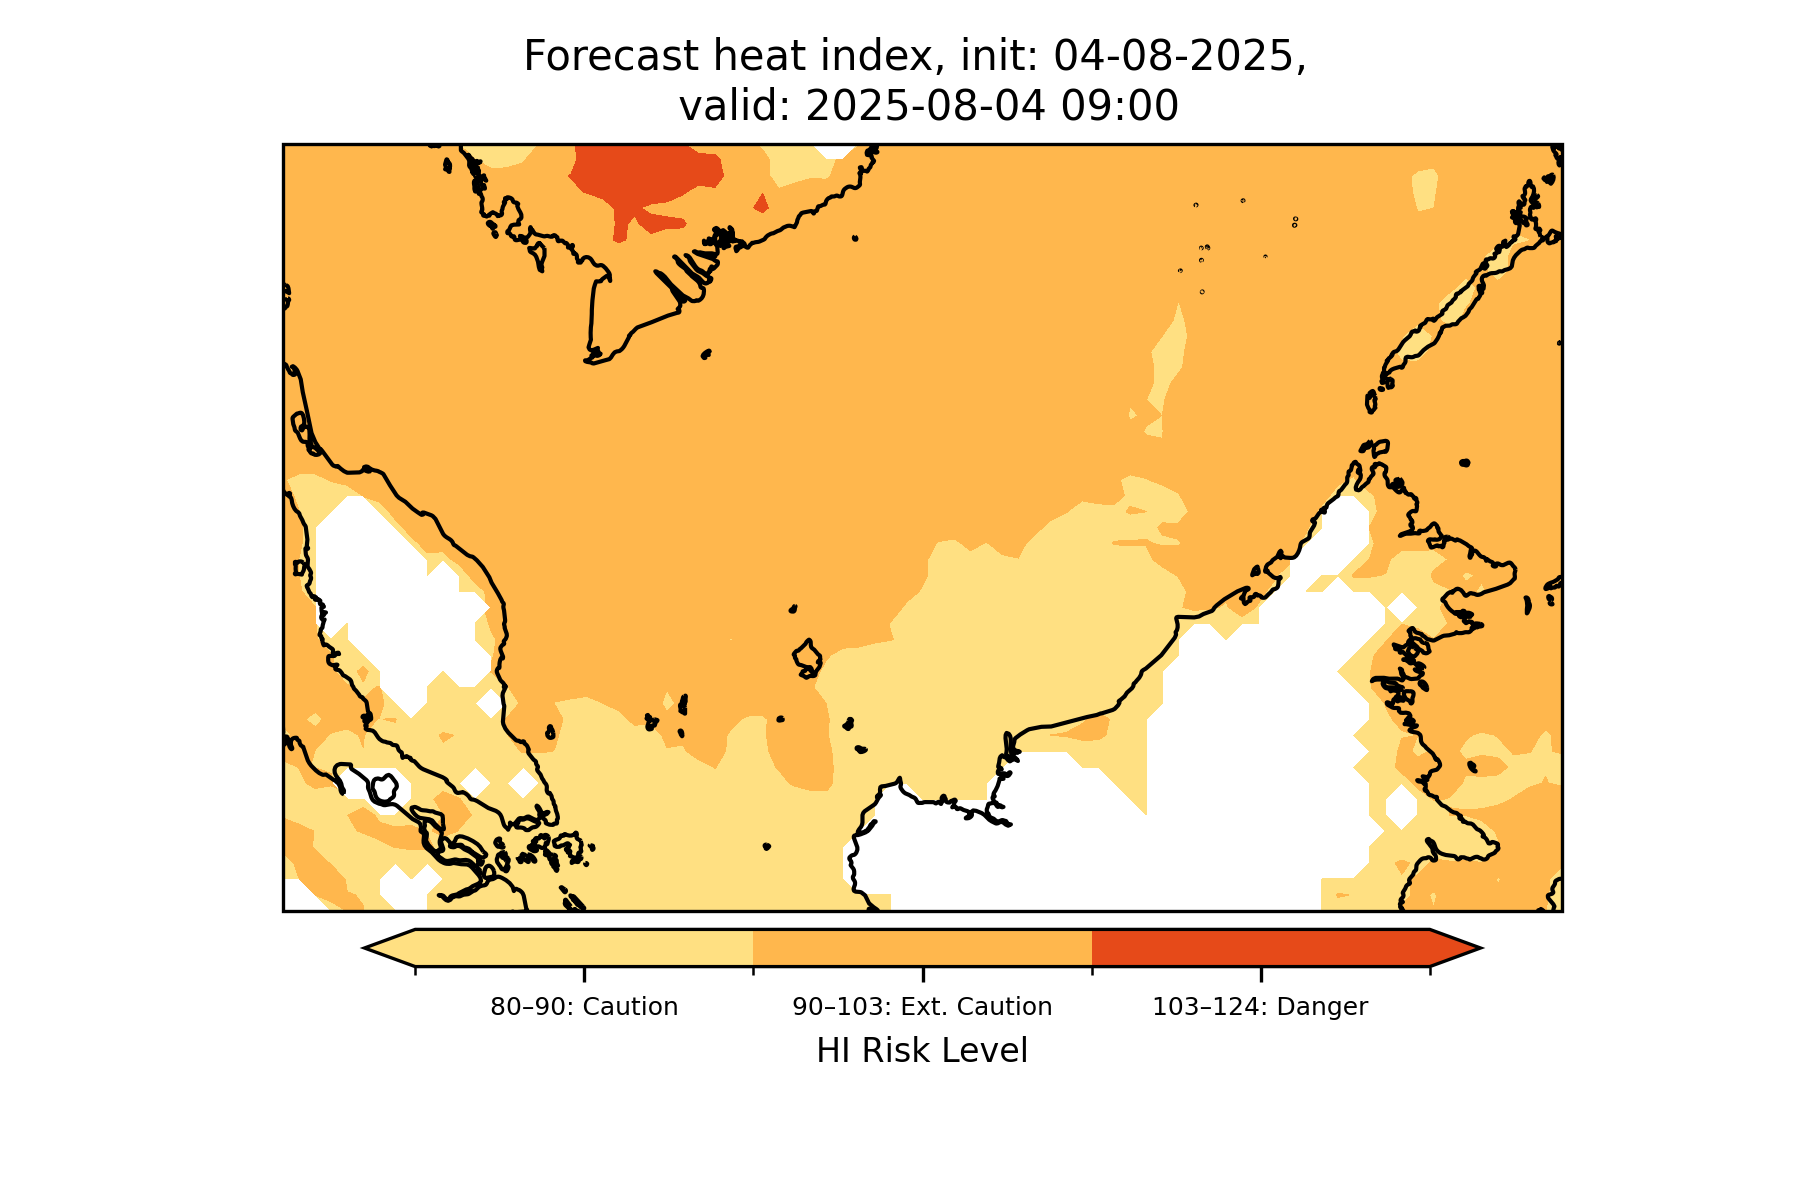 Forecast heat index, init: 04-08-2025,
valid: 2025-08-04 09:00
80–90: Caution
90–103: Ext. Caution
103–124: Danger
HI Risk Level